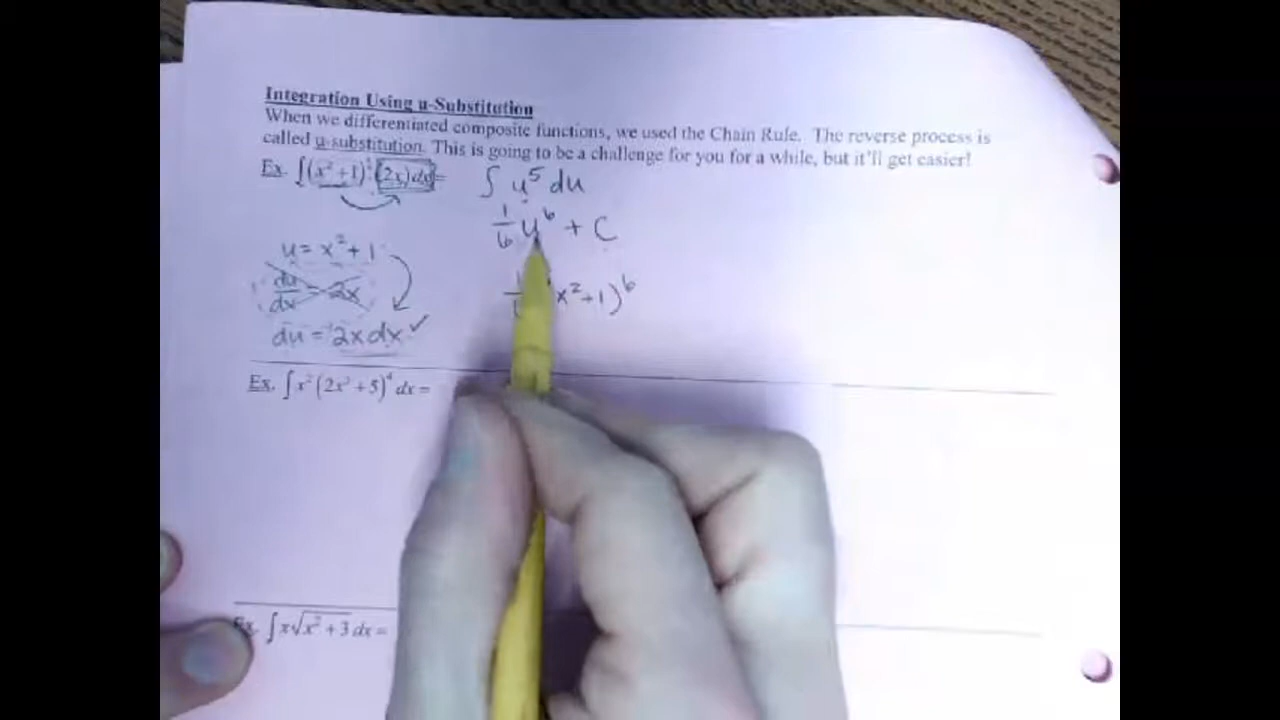 Integration Using u-Substitution
When we differentiated composite functions, we used the Chain Rule. The reverse process is
called u-substitution. This is going to be a challenge for you for a while, but it'll get easier!
Ex. ∫(x² + 1)⁵ (2x)dx = ∫ u⁵ du
1/6 u⁶ + C
x² + 1)⁶
u = x² + 1
du/dx = 2x
du = 2x dx ✓
Ex. ∫ x² (2x³ + 5)⁴ dx =
Ex. ∫ x√(x² + 3) dx =